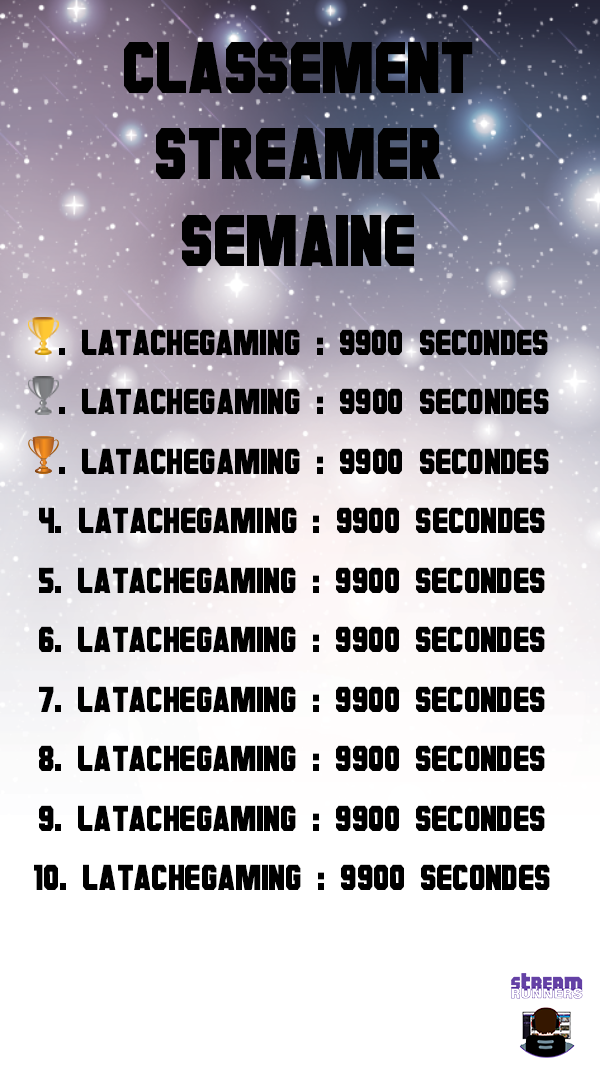 CLASSEMENT
STREAMER
SEMAINE
. LATACHEGAMING : 9900 SECONDES
. LATACHEGAMING : 9900 SECONDES
. LATACHEGAMING : 9900 SECONDES
4. LATACHEGAMING : 9900 SECONDES
5. LATACHEGAMING : 9900 SECONDES
6. LATACHEGAMING : 9900 SECONDES
7. LATACHEGAMING : 9900 SECONDES
8. LATACHEGAMING : 9900 SECONDES
9. LATACHEGAMING : 9900 SECONDES
10. LATACHEGAMING : 9900 SECONDES
STREAM
RUNNERS